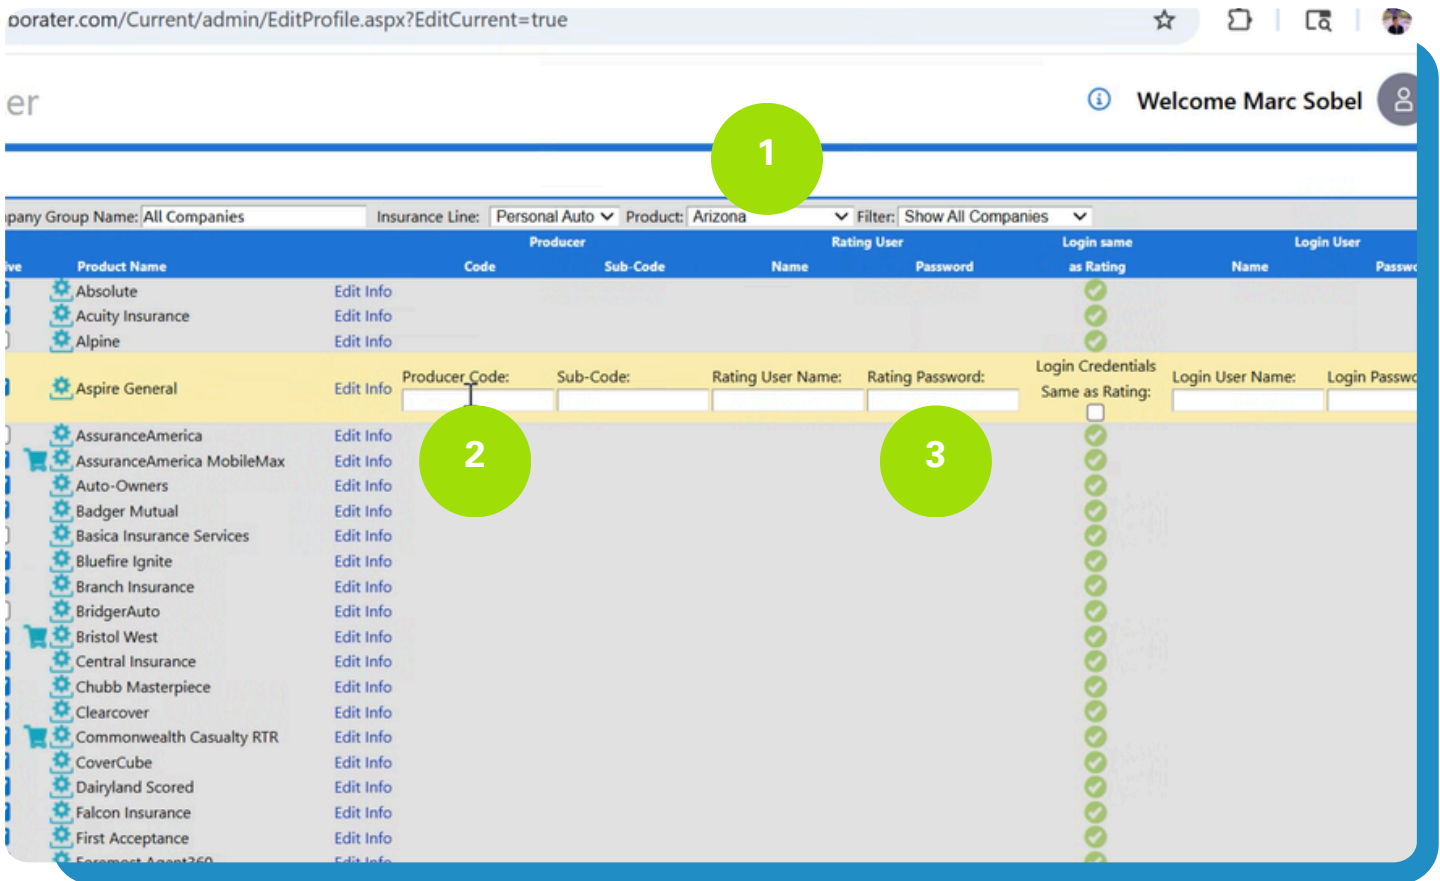 porater.com/Current/admin/EditProfile.aspx?EditCurrent=true
er
Welcome Marc Sobel
1
pany Group Name: All Companies Insurance Line: Personal Auto Product: Arizona Filter: Show All Companies
Producer Rating User Login same Login User
ive Product Name Code Sub-Code Name Password as Rating Name Passwo
Absolute Edit Info
Acuity Insurance Edit Info
Alpine Edit Info
Aspire General Edit Info Producer Code: Sub-Code: Rating User Name: Rating Password: Login Credentials Same as Rating: Login User Name: Login Passwo
2
3
AssuranceAmerica Edit Info
AssuranceAmerica MobileMax Edit Info
Auto-Owners Edit Info
Badger Mutual Edit Info
Basica Insurance Services Edit Info
Bluefire Ignite Edit Info
Branch Insurance Edit Info
BridgerAuto Edit Info
Bristol West Edit Info
Central Insurance Edit Info
Chubb Masterpiece Edit Info
Clearcover Edit Info
Commonwealth Casualty RTR Edit Info
CoverCube Edit Info
Dairyland Scored Edit Info
Falcon Insurance Edit Info
First Acceptance Edit Info
Foremost Agent360 Edit Info